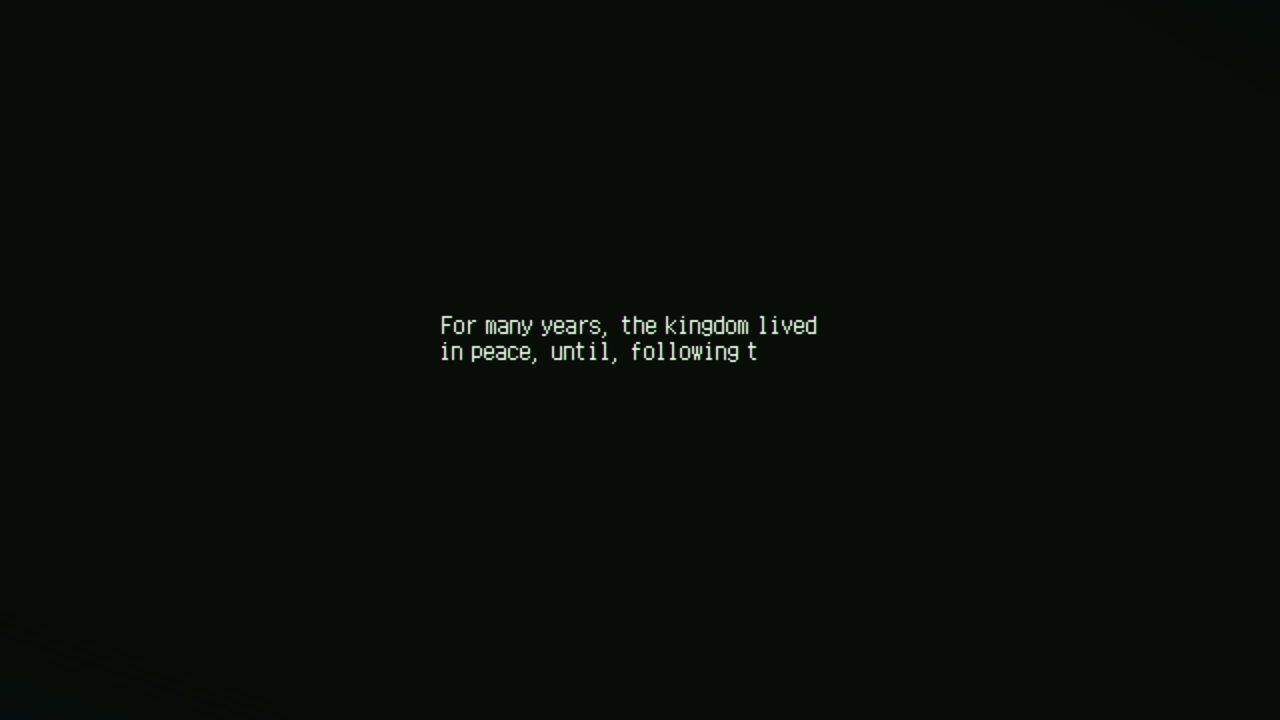 For many years, the kingdom lived
in peace, until, following t